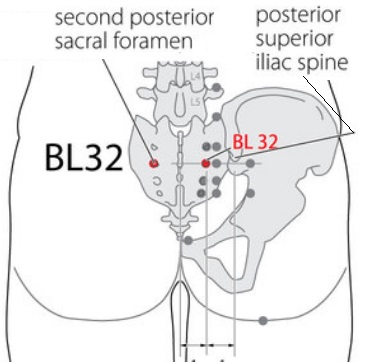 second posterior
sacral foramen
posterior
superior
iliac spine
L4
L5
BL 32
BL32